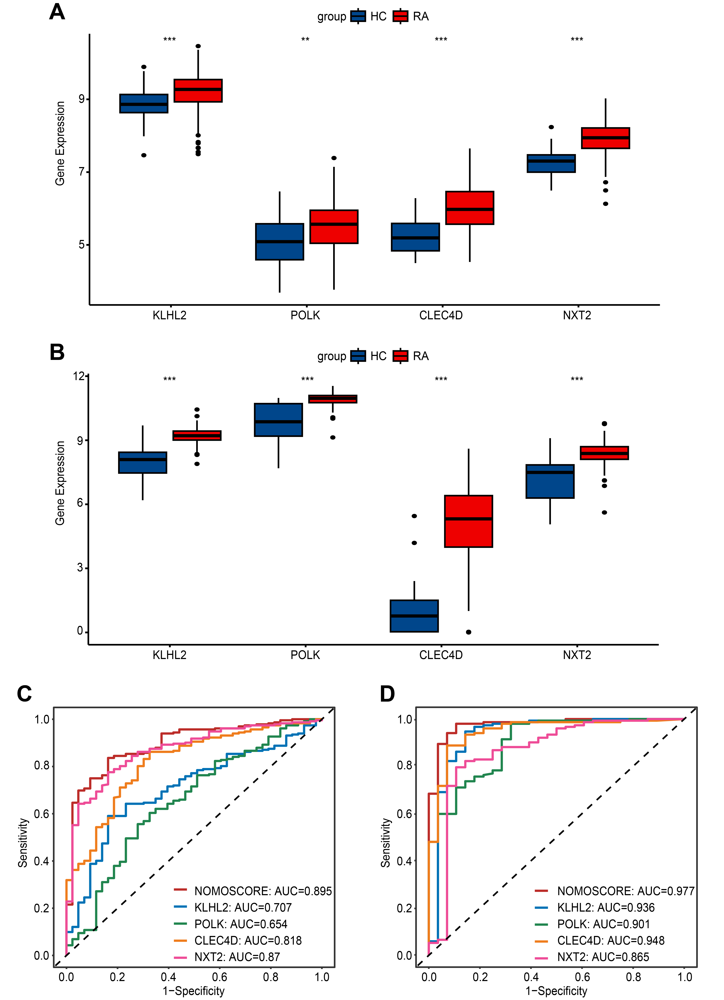 A
group HC RA
*** ** *** ***
9
7
5
Gene Expression
KLHL2 POLK CLEC4D NXT2
B
group HC RA
*** *** *** ***
12
9
6
3
0
Gene Expression
KLHL2 POLK CLEC4D NXT2
C
1.0
0.8
0.6
0.4
0.2
0.0
Sensitivity
NOMOSCORE: AUC=0.895
KLHL2: AUC=0.707
POLK: AUC=0.654
CLEC4D: AUC=0.818
NXT2: AUC=0.87
0.0 0.2 0.4 0.6 0.8 1.0
1−Specificity
D
1.0
0.8
0.6
0.4
0.2
0.0
Sensitivity
NOMOSCORE: AUC=0.977
KLHL2: AUC=0.936
POLK: AUC=0.901
CLEC4D: AUC=0.948
NXT2: AUC=0.865
0.0 0.2 0.4 0.6 0.8 1.0
1−Specificity